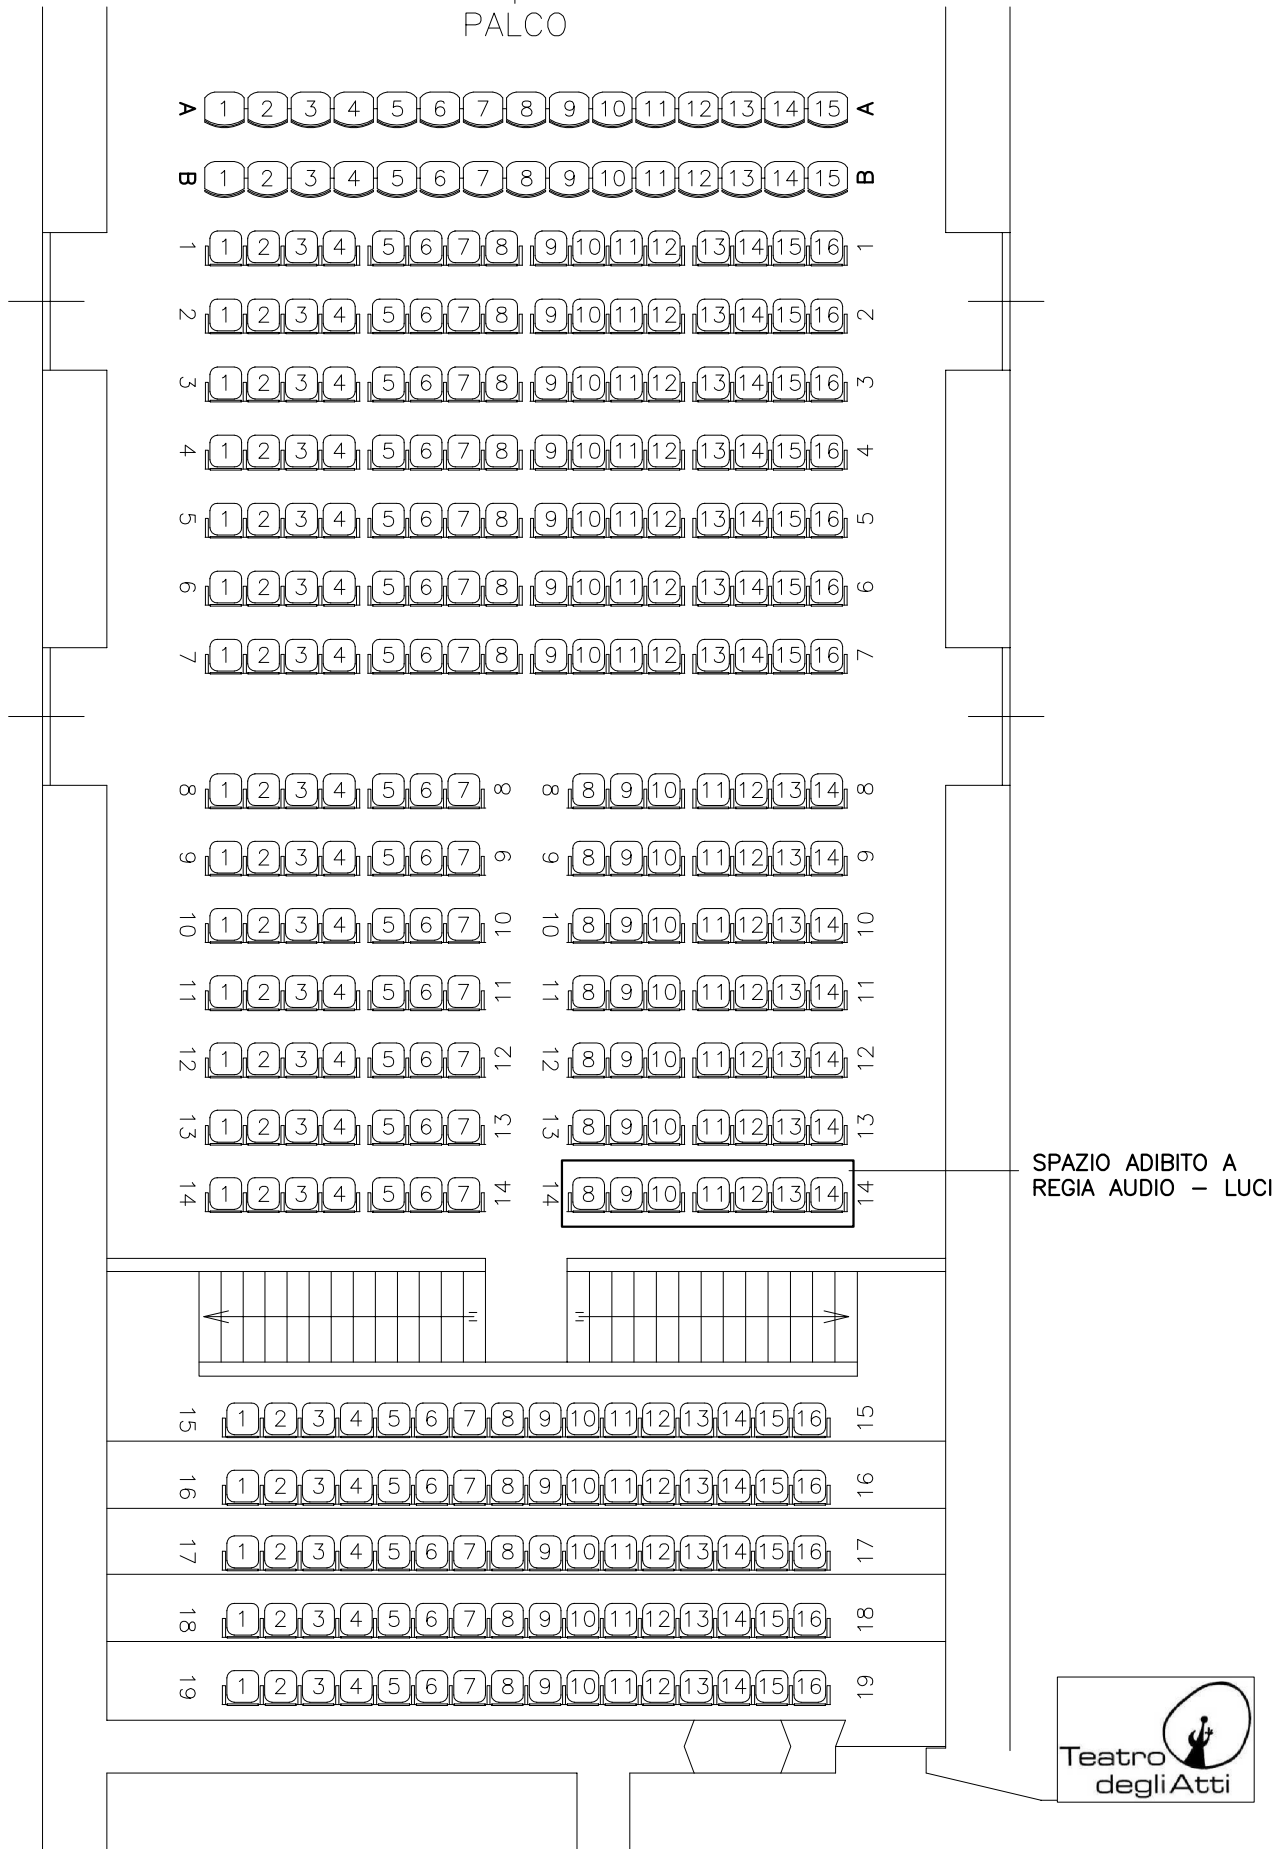 PALCO
A 1 2 3 4 5 6 7 8 9 10 11 12 13 14 15 A
B 1 2 3 4 5 6 7 8 9 10 11 12 13 14 15 B
1 1 2 3 4 5 6 7 8 9 10 11 12 13 14 15 16 1
2 1 2 3 4 5 6 7 8 9 10 11 12 13 14 15 16 2
3 1 2 3 4 5 6 7 8 9 10 11 12 13 14 15 16 3
4 1 2 3 4 5 6 7 8 9 10 11 12 13 14 15 16 4
5 1 2 3 4 5 6 7 8 9 10 11 12 13 14 15 16 5
6 1 2 3 4 5 6 7 8 9 10 11 12 13 14 15 16 6
7 1 2 3 4 5 6 7 8 9 10 11 12 13 14 15 16 7
8 1 2 3 4 5 6 7 8 8 8 9 10 11 12 13 14 8
9 1 2 3 4 5 6 7 9 9 8 9 10 11 12 13 14 9
10 1 2 3 4 5 6 7 10 10 8 9 10 11 12 13 14 10
11 1 2 3 4 5 6 7 11 11 8 9 10 11 12 13 14 11
12 1 2 3 4 5 6 7 12 12 8 9 10 11 12 13 14 12
13 1 2 3 4 5 6 7 13 13 8 9 10 11 12 13 14 13
14 1 2 3 4 5 6 7 14 14 8 9 10 11 12 13 14 14
SPAZIO ADIBITO A
REGIA AUDIO – LUCI
15 1 2 3 4 5 6 7 8 9 10 11 12 13 14 15 16 15
16 1 2 3 4 5 6 7 8 9 10 11 12 13 14 15 16 16
17 1 2 3 4 5 6 7 8 9 10 11 12 13 14 15 16 17
18 1 2 3 4 5 6 7 8 9 10 11 12 13 14 15 16 18
19 1 2 3 4 5 6 7 8 9 10 11 12 13 14 15 16 19
Teatro
degli Atti